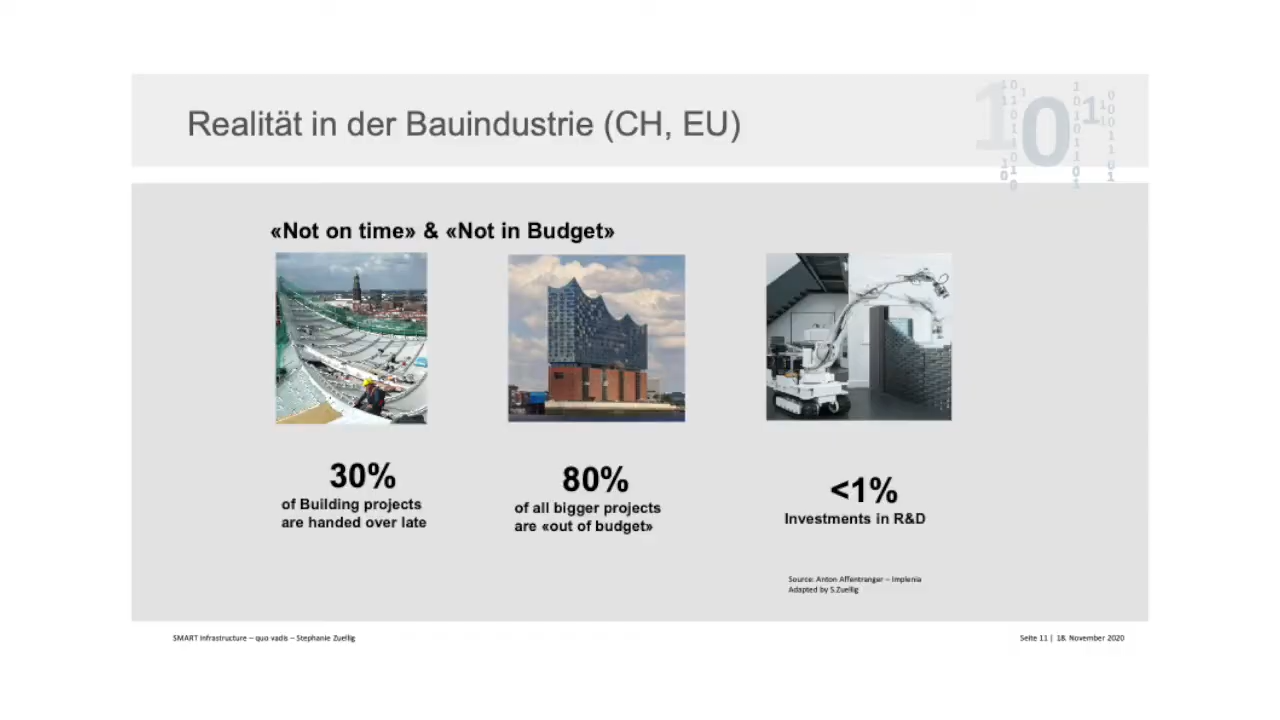 Realität in der Bauindustrie (CH, EU)
«Not on time» & «Not in Budget»
30%
of Building projects
are handed over late
80%
of all bigger projects
are «out of budget»
<1%
Investments in R&D
Source: Anton Affentranger – Implenia
Adapted by S.Zuellig
SMART Infrastructure – quo vadis – Stephanie Zuellig
Seite 11 | 18. November 2020